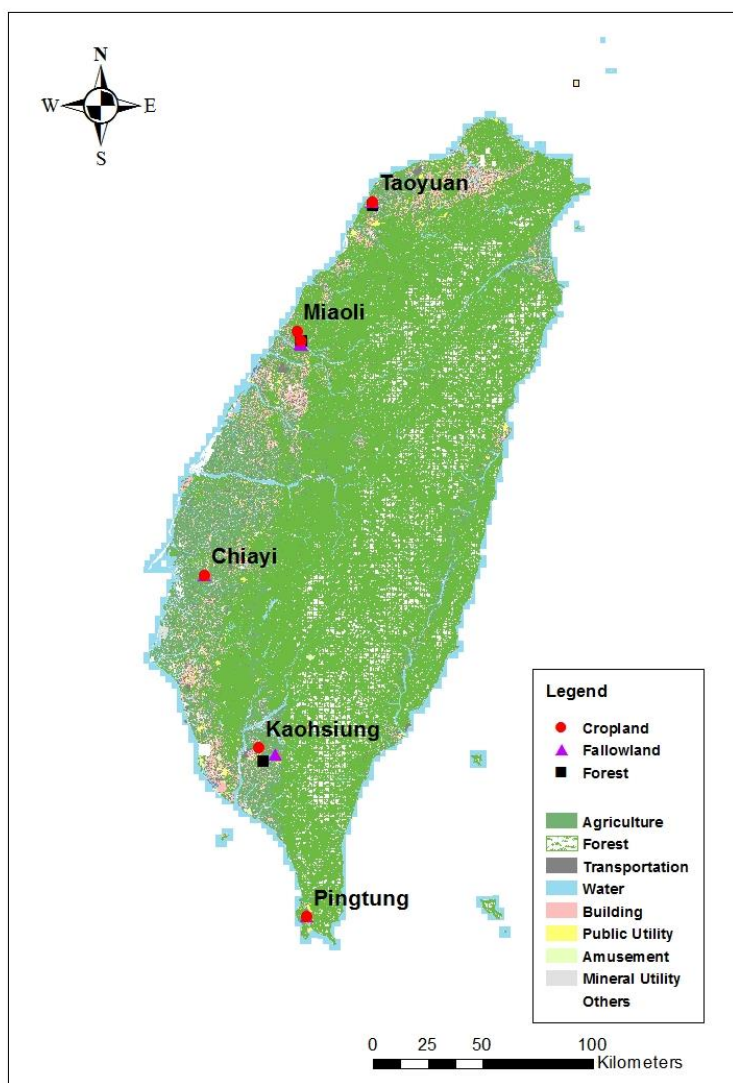 N
W E
S
Taoyuan
Miaoli
Chiayi
Kaohsiung
Pingtung
Legend
Cropland
Fallowland
Forest
Agriculture
Forest
Transportation
Water
Building
Public Utility
Amusement
Mineral Utility
Others
0 25 50 100
Kilometers